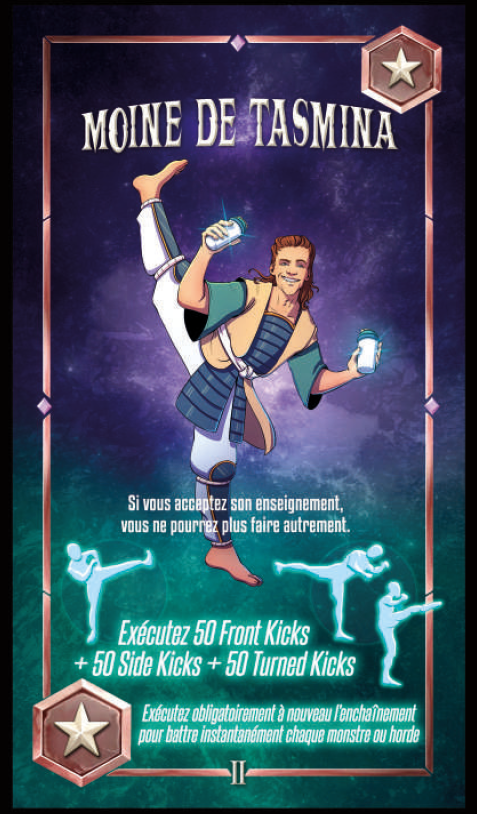 MOINE DE TASMINA
Si vous acceptez son enseignement,
vous ne pourrez plus faire autrement.
Exécutez 50 Front Kicks
+ 50 Side Kicks + 50 Turned Kicks
Exécutez obligatoirement à nouveau l'enchaînement
pour battre instantanément chaque monstre ou horde
II